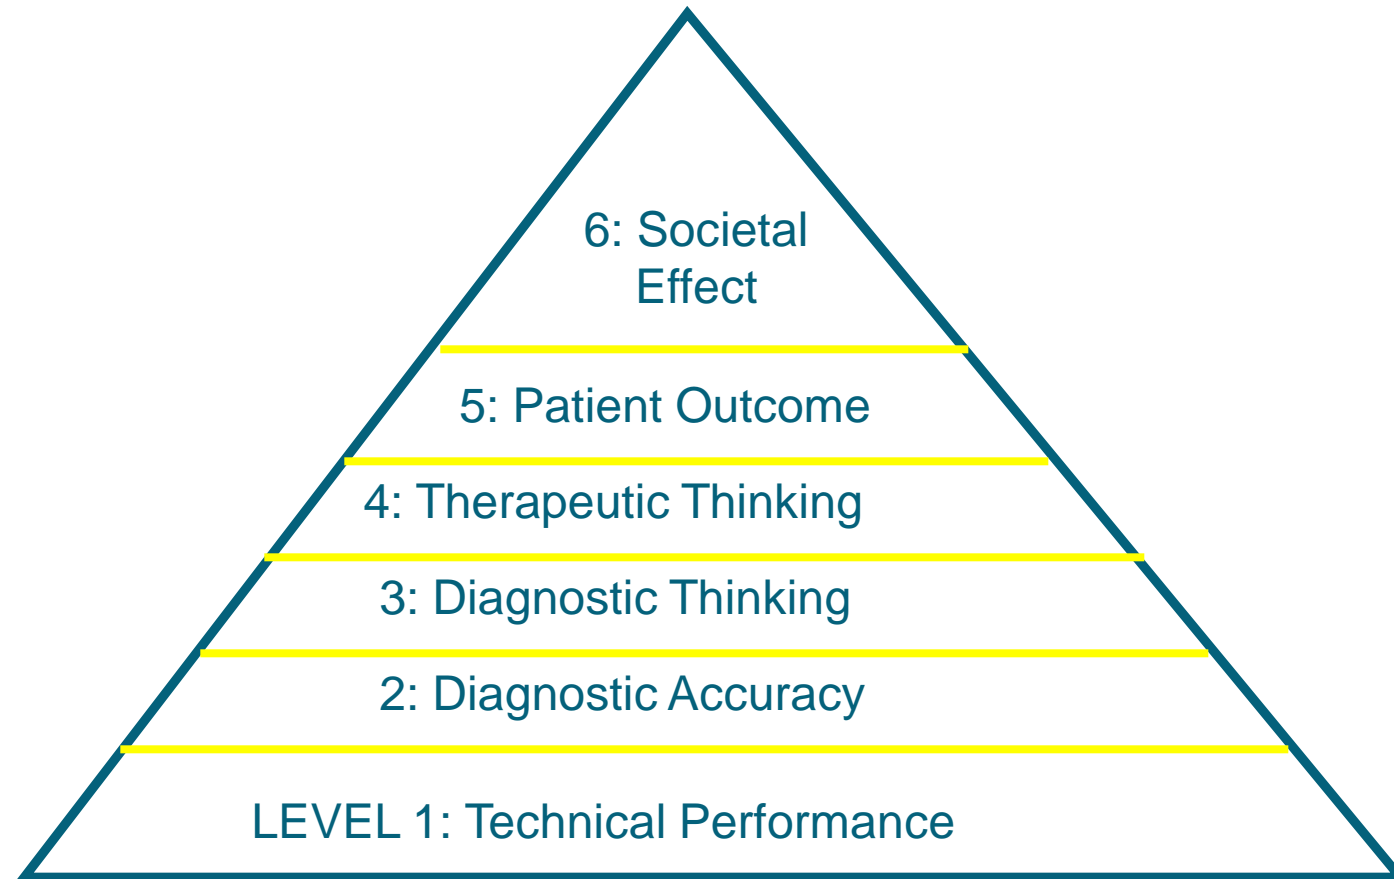 6: Societal
Effect
5: Patient Outcome
4: Therapeutic Thinking
3: Diagnostic Thinking
2: Diagnostic Accuracy
LEVEL 1: Technical Performance